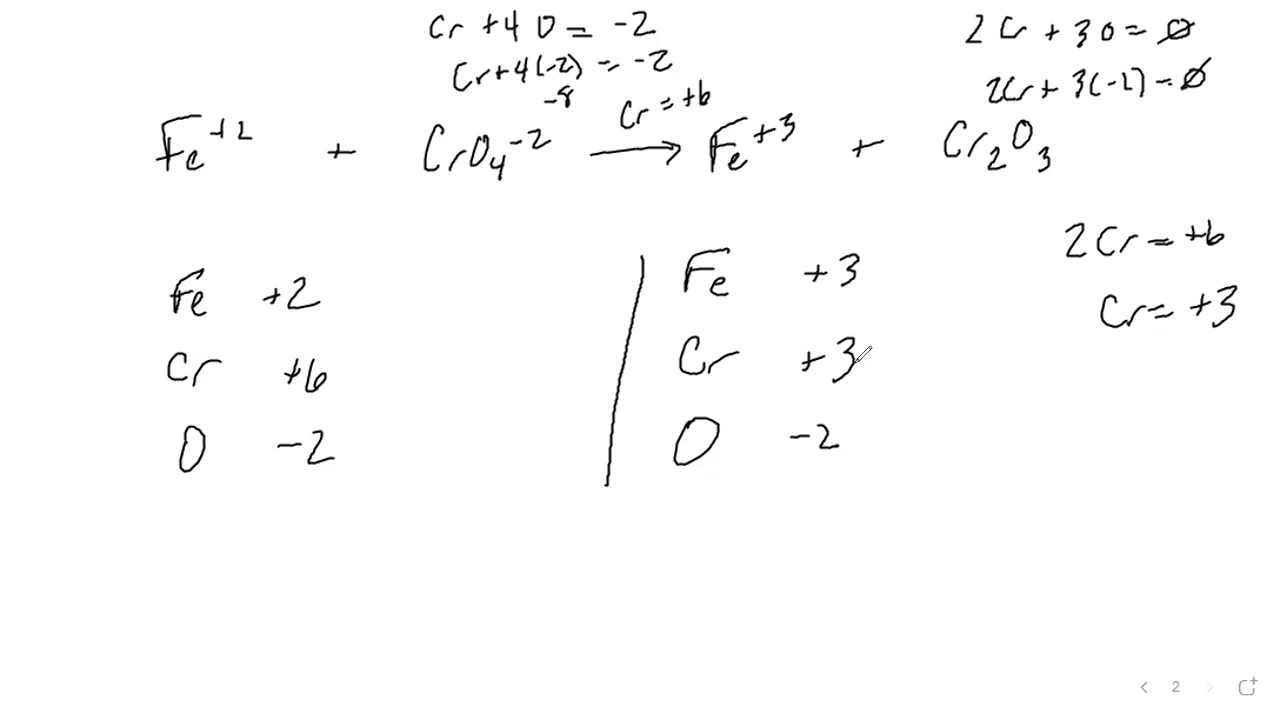 Cr + 4 O = -2
2 Cr + 3 O = ∅
Cr + 4(-2) = -2
2Cr + 3(-2) = ∅
-8
Cr = +6
Fe⁺² + CrO₄⁻² → Fe⁺³ + Cr₂O₃
2 Cr = +6
Fe +2
Fe +3
Cr = +3
Cr +6
Cr +3
O -2
O -2
2